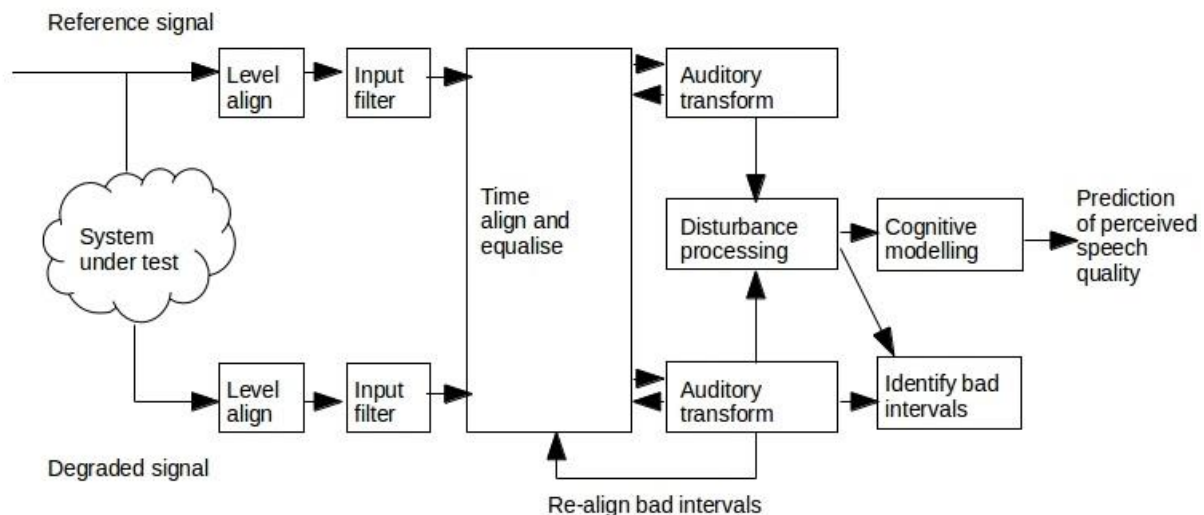 Reference signal
Level
align
Input
filter
Time
align and
equalise
Auditory
transform
System
under test
Disturbance
processing
Cognitive
modelling
Prediction
of perceived
speech
quality
Level
align
Input
filter
Auditory
transform
Identify bad
intervals
Degraded signal
Re-align bad intervals